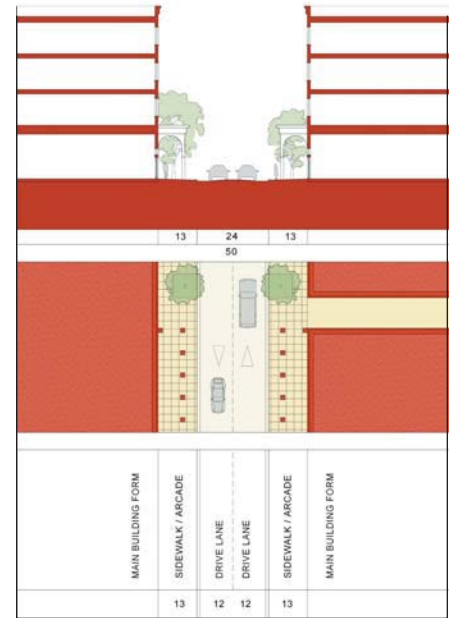 13 24 13
50
MAIN BUILDING FORM
SIDEWALK / ARCADE
DRIVE LANE
DRIVE LANE
SIDEWALK / ARCADE
MAIN BUILDING FORM
13 12 12 13